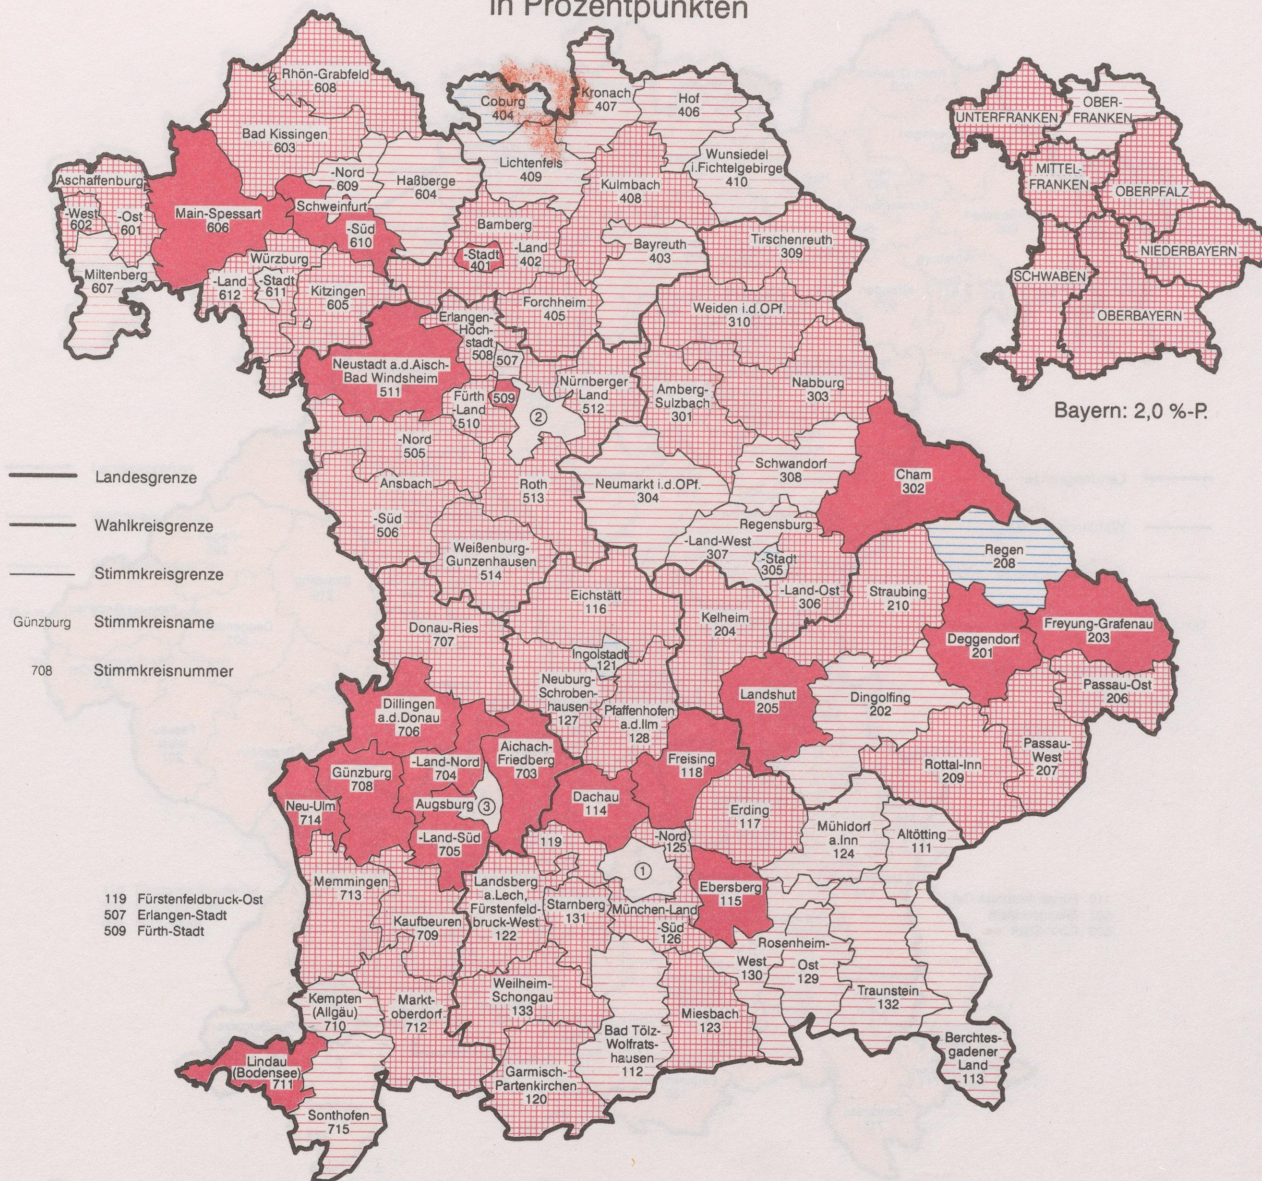 in Prozentpunkten
Rhön-Grabfeld
608
Bad Kissingen
603
Coburg
404
Kronach
407
Hof
406
Lichtenfels
409
Wunsiedel
i.Fichtelgebirge
410
Kulmbach
408
-Nord
609
Haßberge
604
Schweinfurt
-Süd
610
Aschaffenburg
-West
602
-Ost
601
Main-Spessart
606
Miltenberg
607
Würzburg
-Land
612
-Stadt
611
Kitzingen
605
Bamberg
-Stadt
401
-Land
402
Bayreuth
403
Forchheim
405
Tirschenreuth
309
Weiden i.d.OPf.
310
Erlangen-
Höch-
stadt
508
507
Neustadt a.d.Aisch-
Bad Windsheim
511
Fürth
-Land
510
509
②
Nürnberger
Land
512
Amberg-
Sulzbach
301
Nabburg
303
-Nord
505
Ansbach
-Süd
506
Roth
513
Neumarkt i.d.OPf.
304
Schwandorf
308
Cham
302
Weißenburg-
Gunzenhausen
514
Regensburg
-Land-West
307
-Stadt
305
-Land-Ost
306
Straubing
210
Regen
208
Eichstätt
116
Donau-Ries
707
Kelheim
204
Deggendorf
201
Freyung-Grafenau
203
Ingolstadt
121
Neuburg-
Schroben-
hausen
127
Pfaffenhofen
a.d.Ilm
128
Landshut
205
Dingolfing
202
Passau-Ost
206
Passau-
West
207
Rottal-Inn
209
Dillingen
a.d.Donau
706
Aichach-
Friedberg
703
-Land-Nord
704
Augsburg
③
-Land-Süd
705
Günzburg
708
Neu-Ulm
714
Freising
118
Dachau
114
Erding
117
Mühldorf
a.Inn
124
Altötting
111
119
-Nord
125
①
München-Land
-Süd
126
Ebersberg
115
Memmingen
713
Kaufbeuren
709
Landsberg
a.Lech,
Fürstenfeld-
bruck-West
122
Starnberg
131
Rosenheim-
West
130
Ost
129
Traunstein
132
Kempten
(Allgäu)
710
Markt-
oberdorf
712
Weilheim-
Schongau
133
Miesbach
123
Bad Tölz-
Wolfrats-
hausen
112
Berchtes-
gadener
Land
113
Lindau
(Bodensee)
711
Sonthofen
715
Garmisch-
Partenkirchen
120
UNTERFRANKEN
OBER-
FRANKEN
MITTEL-
FRANKEN
OBERPFALZ
NIEDERBAYERN
SCHWABEN
OBERBAYERN
Bayern: 2,0 %-P.
Landesgrenze
Wahlkreisgrenze
Stimmkreisgrenze
Günzburg Stimmkreisname
708 Stimmkreisnummer
119 Fürstenfeldbruck-Ost
507 Erlangen-Stadt
509 Fürth-Stadt